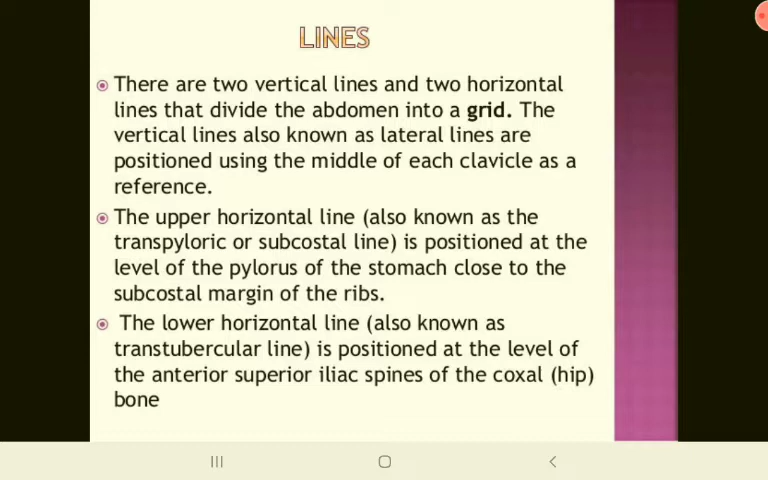 LINES
There are two vertical lines and two horizontal
lines that divide the abdomen into a grid. The
vertical lines also known as lateral lines are
positioned using the middle of each clavicle as a
reference.
The upper horizontal line (also known as the
transpyloric or subcostal line) is positioned at the
level of the pylorus of the stomach close to the
subcostal margin of the ribs.
The lower horizontal line (also known as
transtubercular line) is positioned at the level of
the anterior superior iliac spines of the coxal (hip)
bone